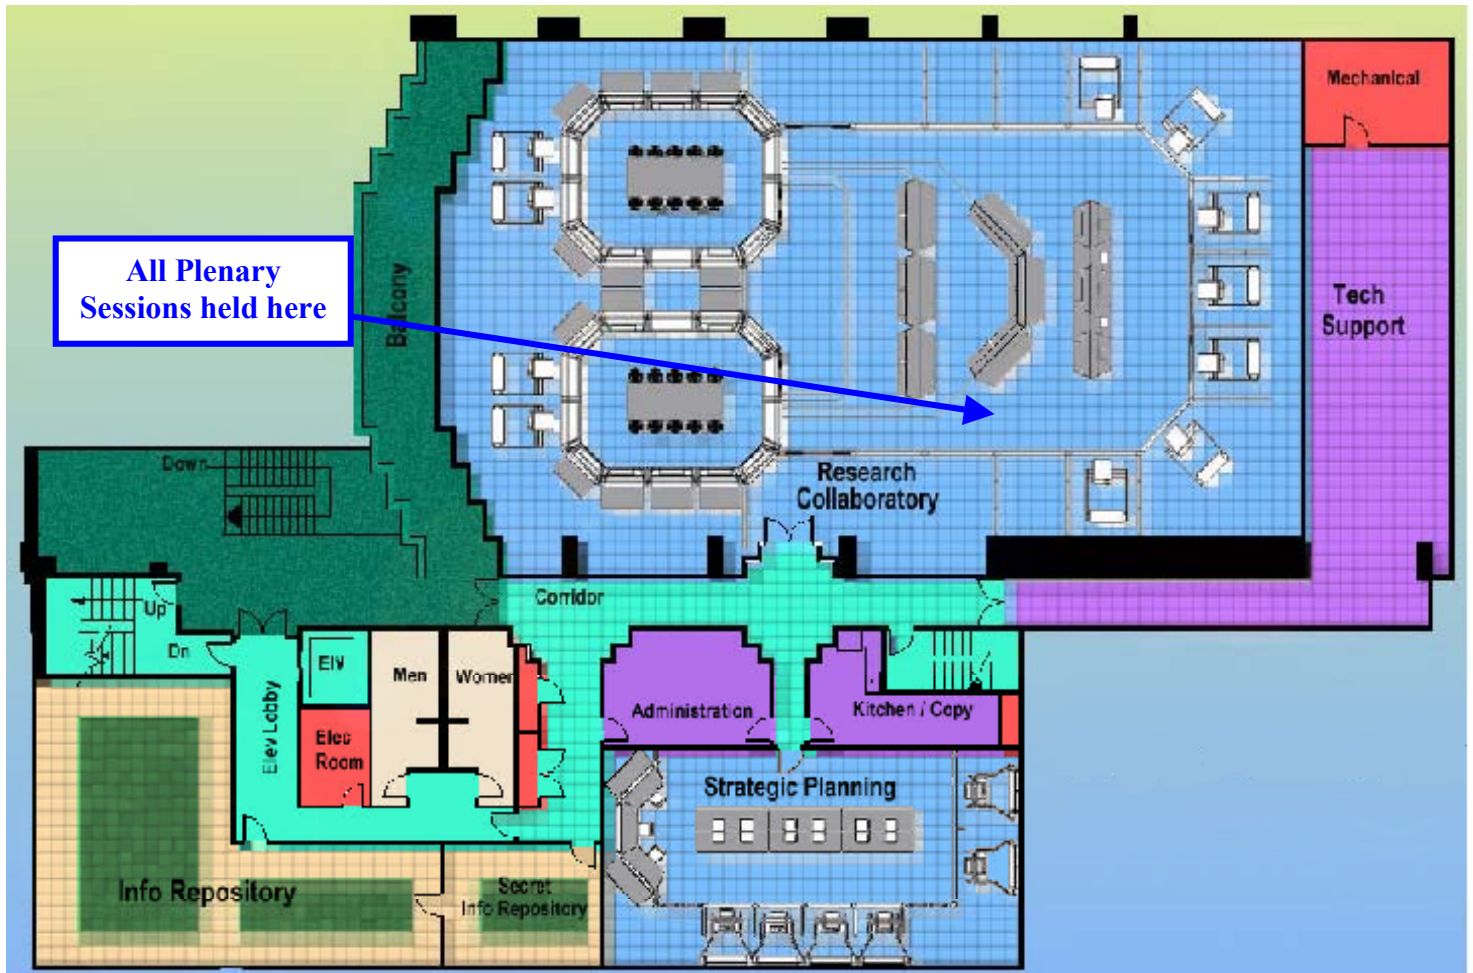 Mechanical
All Plenary
Sessions held here
Balcony
Tech
Support
Down
Research
Collaboratory
Up
Corridor
Dn
Elev Lobby
ElV
Men
Women
Administration
Kitchen / Copy
Elec
Room
Strategic Planning
Info Repository
Secret
Info Repository